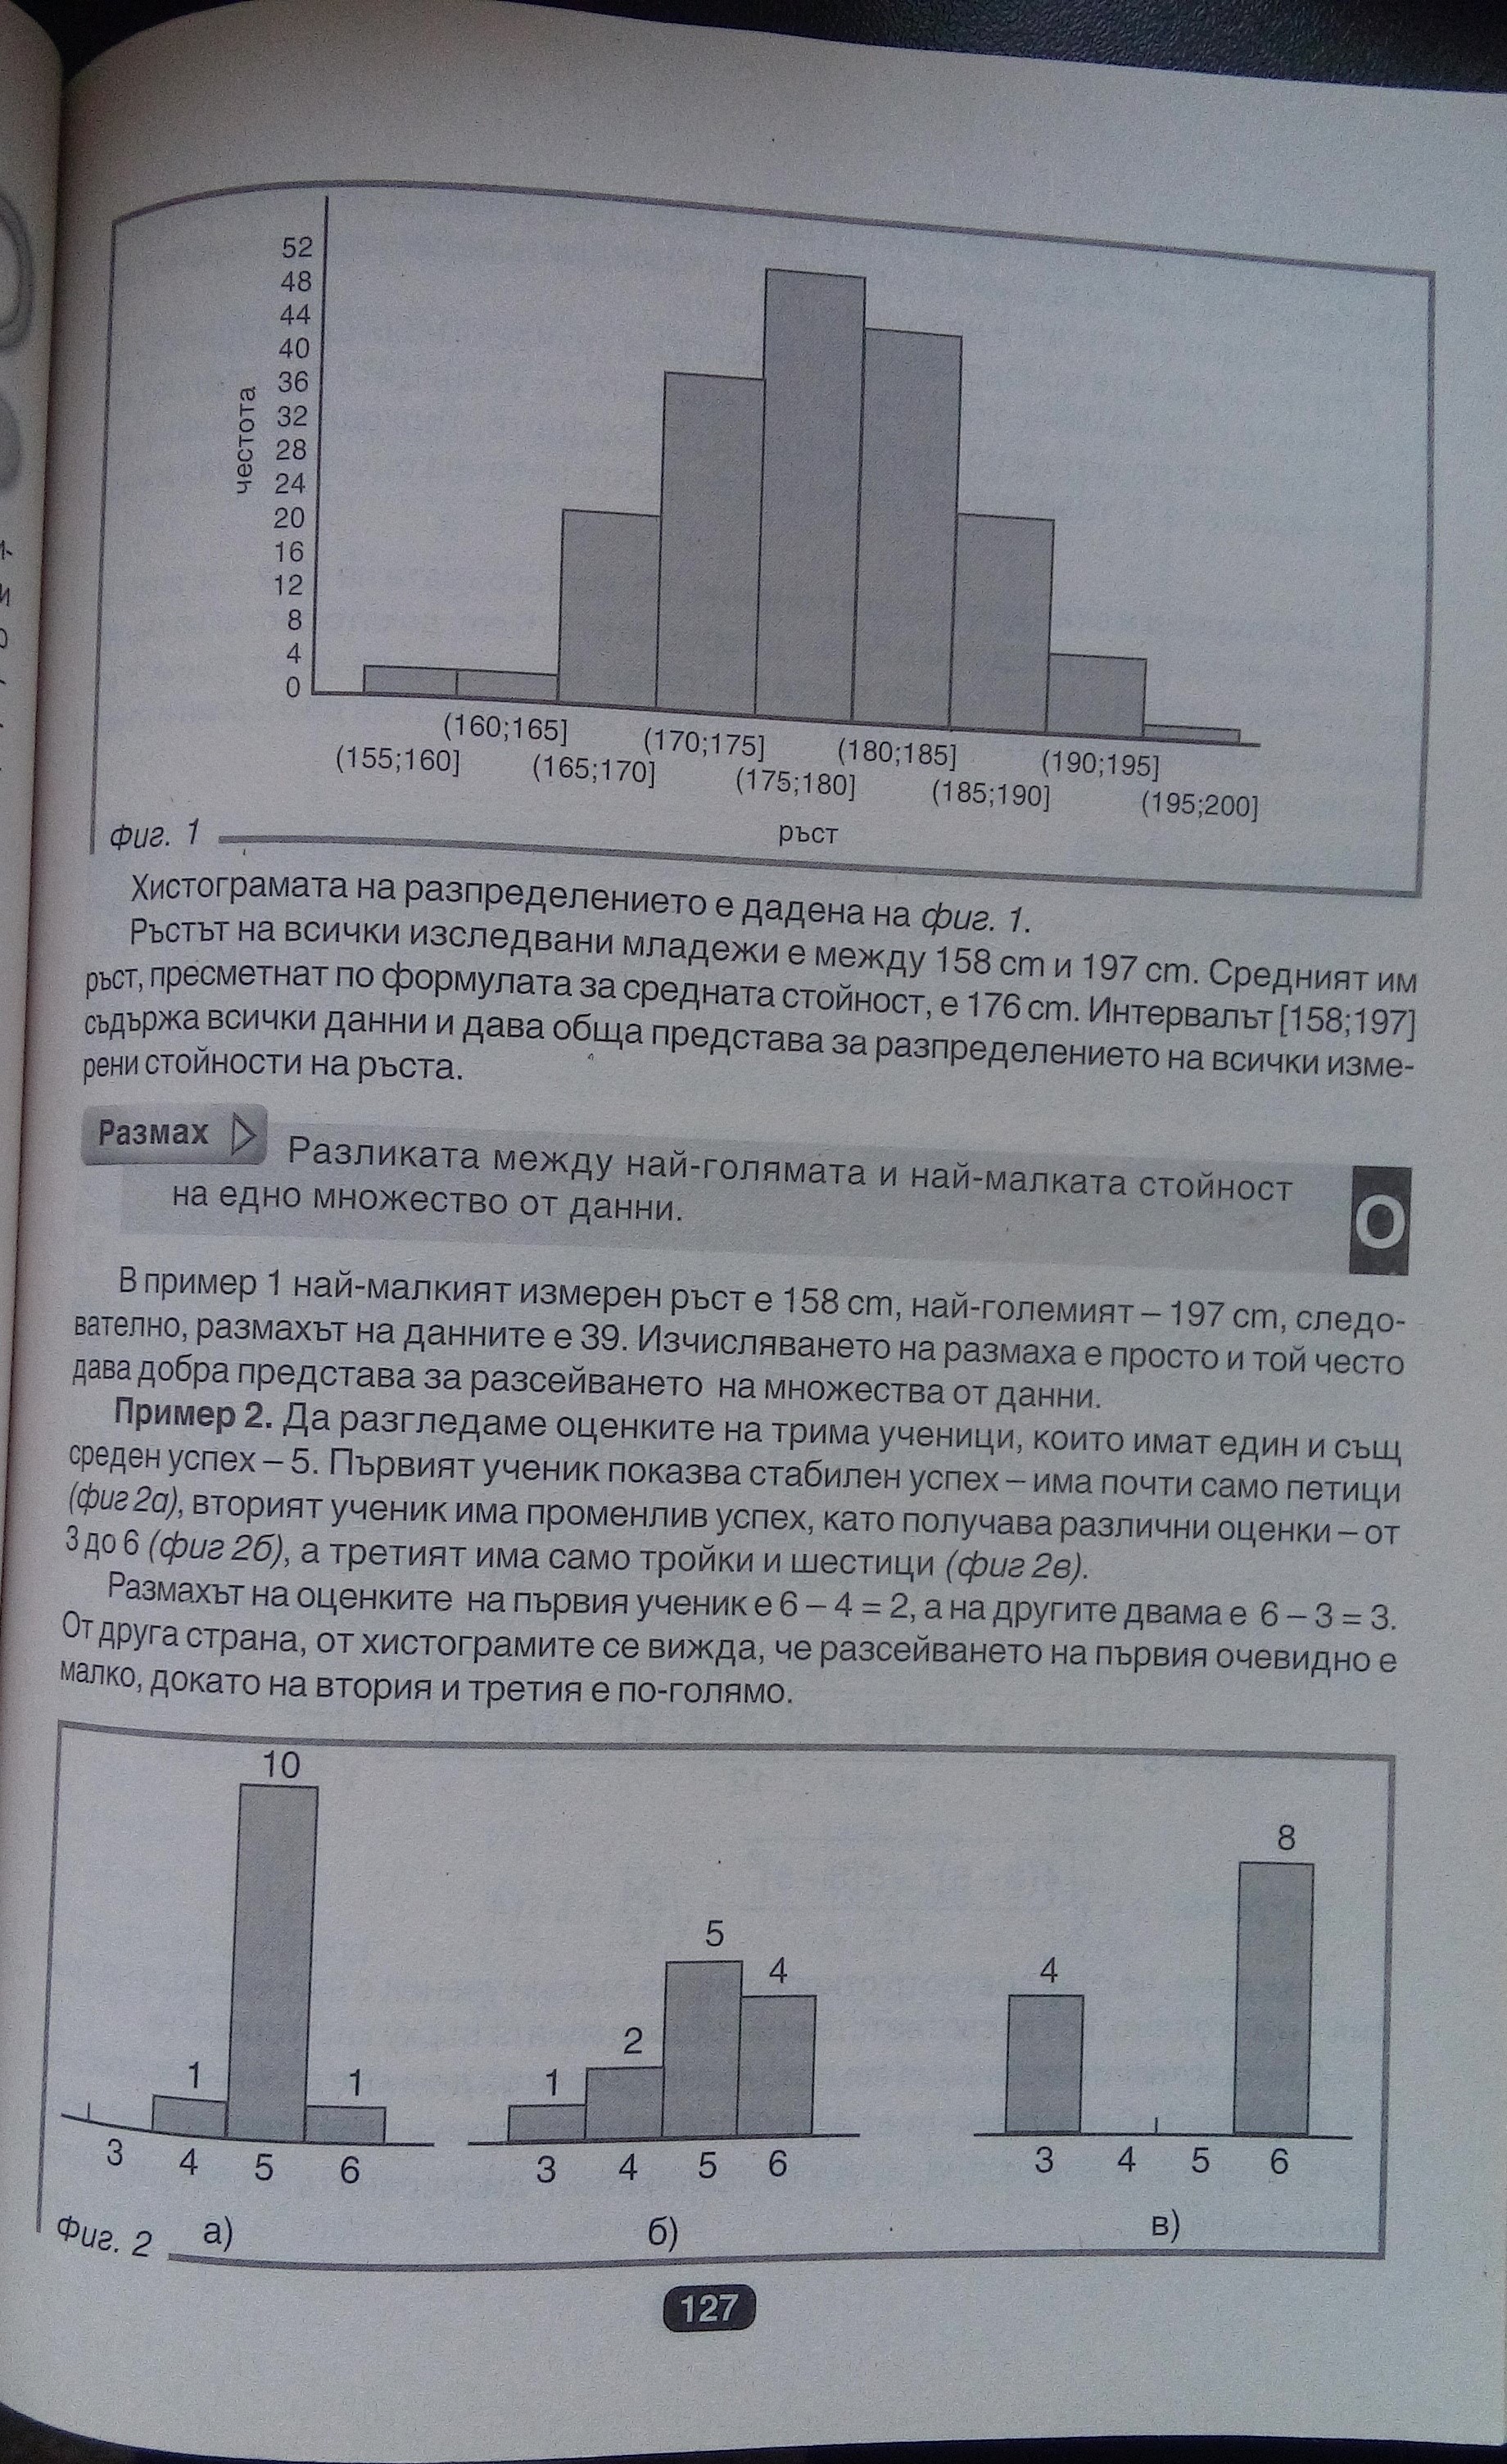 52
48
44
40
36
32
28
24
20
16
12
8
4
0
честота
(160;165] (170;175] (180;185] (190;195]
(155;160] (165;170] (175;180] (185;190] (195;200]
ръст
Фиг. 1
Хистограмата на разпределението е дадена на фиг. 1.
Ръстът на всички изследвани младежи е между 158 cm и 197 cm. Средният им
ръст, пресметнат по формулата за средната стойност, е 176 cm. Интервалът [158;197]
съдържа всички данни и дава обща представа за разпределението на всички изме-
рени стойности на ръста.
Размах
Разликата между най-голямата и най-малката стойност
на едно множество от данни.
О
В пример 1 най-малкият измерен ръст е 158 cm, най-големият – 197 cm, следо-
вателно, размахът на данните е 39. Изчисляването на размаха е просто и той често
дава добра представа за разсейването на множества от данни.
Пример 2. Да разгледаме оценките на трима ученици, които имат един и същ
среден успех – 5. Първият ученик показва стабилен успех – има почти само петици
(фиг 2а), вторият ученик има променлив успех, като получава различни оценки – от
3 до 6 (фиг 2б), а третият има само тройки и шестици (фиг 2в).
Размахът на оценките на първия ученик е 6 – 4 = 2, а на другите двама е 6 – 3 = 3.
От друга страна, от хистограмите се вижда, че разсейването на първия очевидно е
малко, докато на втория и третия е по-голямо.
1 10 1
3 4 5 6
а)
1 2 5 4
3 4 5 6
б)
4 8
3 4 5 6
в)
Фиг. 2
127